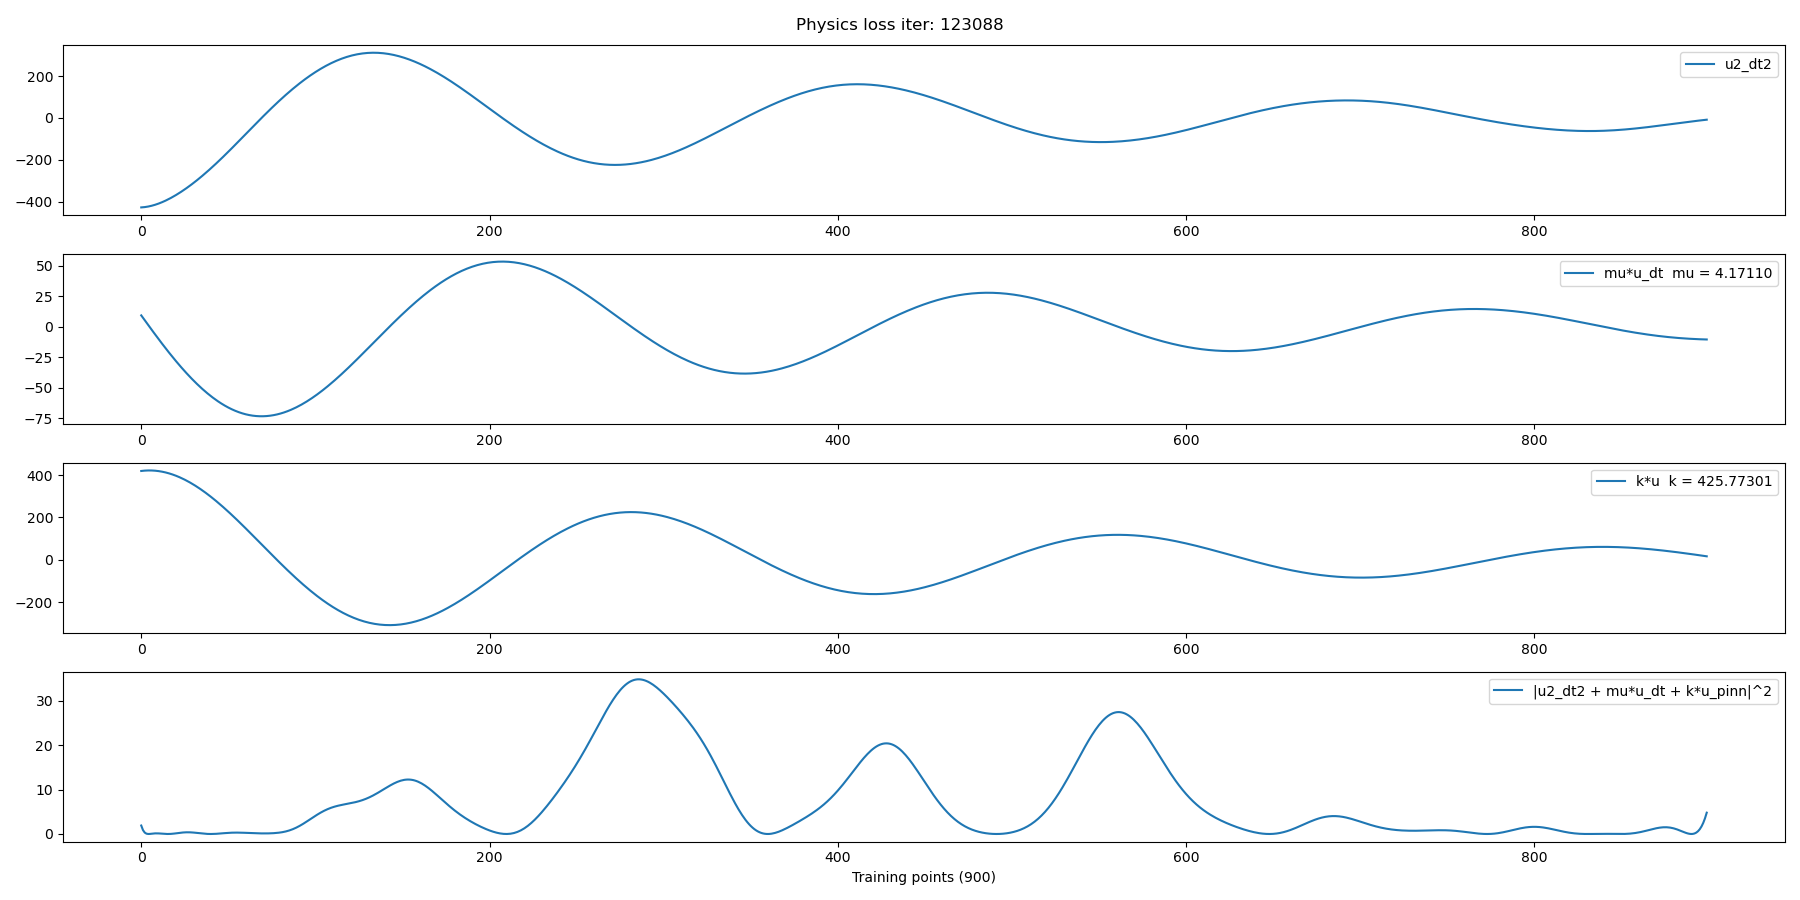 Physics loss iter: 123088
u2_dt2
200
0
−200
−400
0 200 400 600 800
mu*u_dt mu = 4.17110
50
25
0
−25
−50
−75
0 200 400 600 800
k*u k = 425.77301
400
200
0
−200
0 200 400 600 800
|u2_dt2 + mu*u_dt + k*u_pinn|^2
30
20
10
0
0 200 400 600 800
Training points (900)